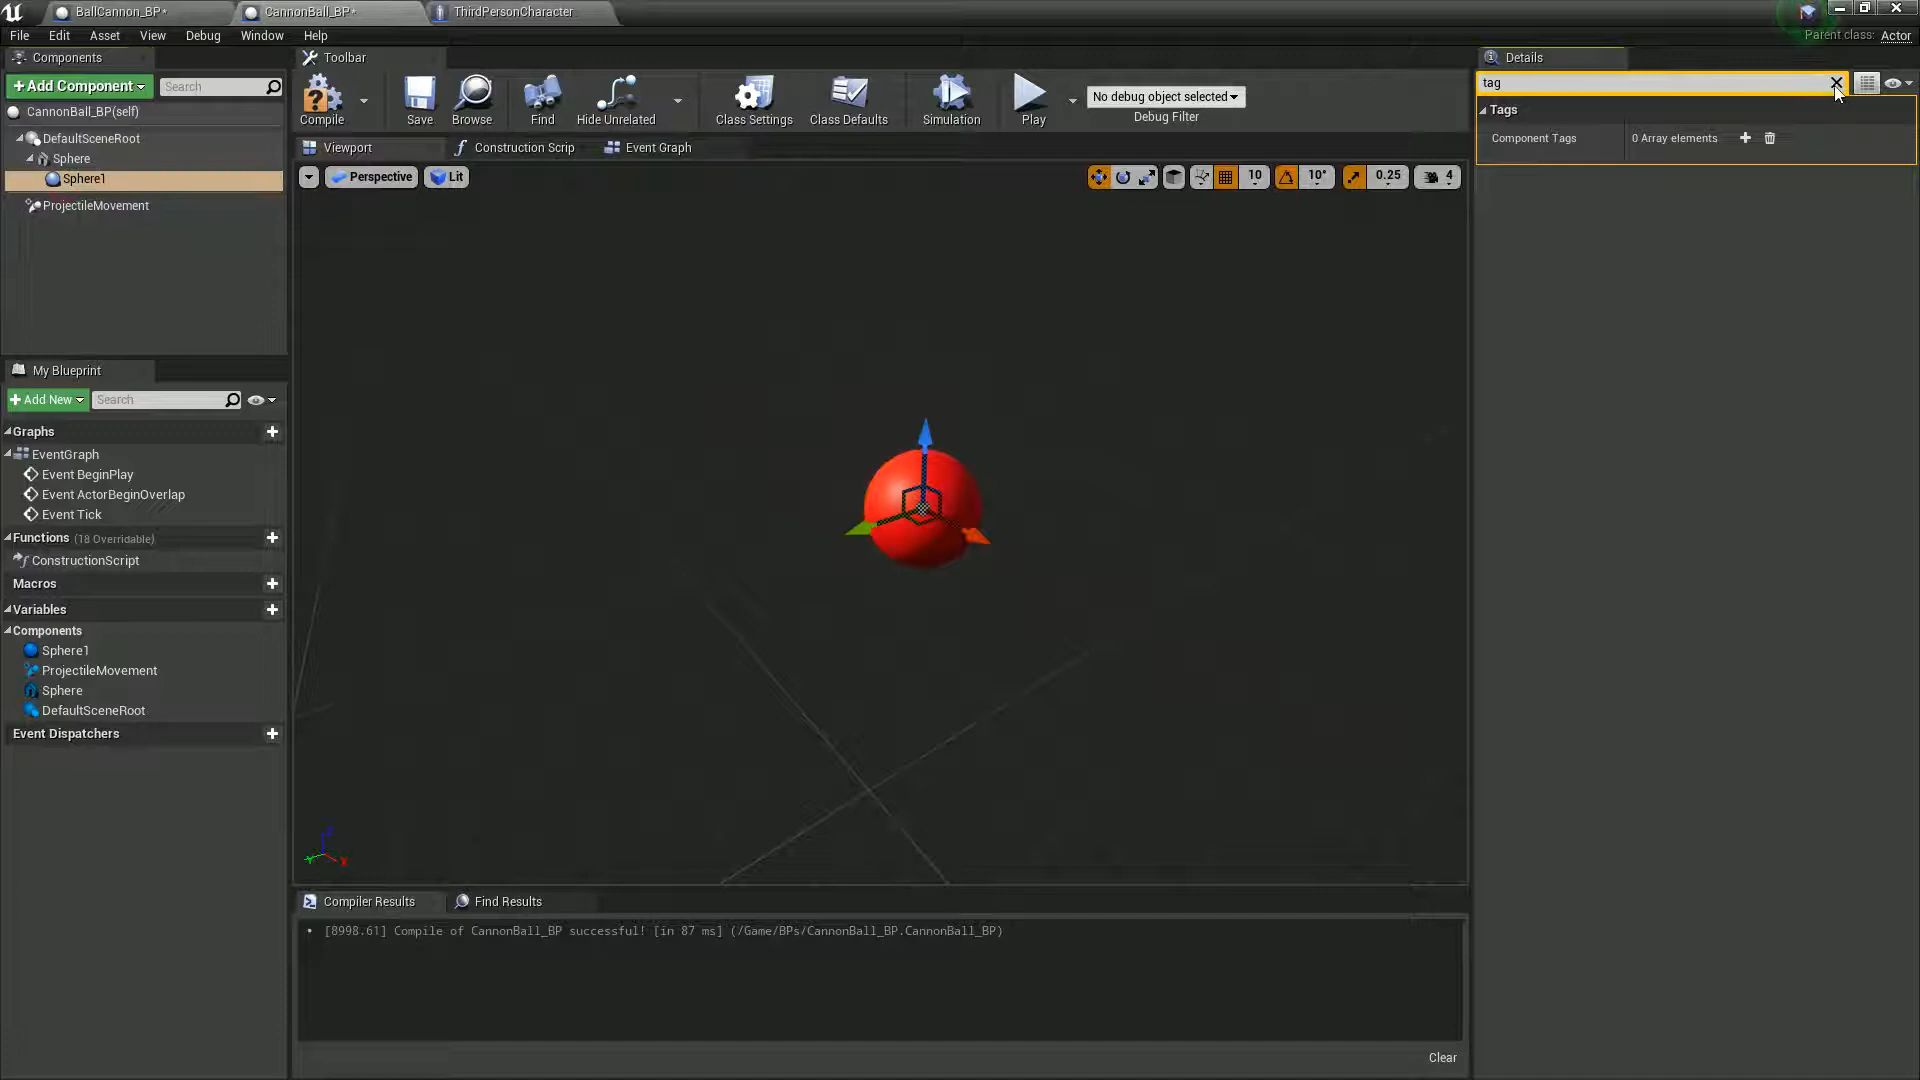 BallCannon_BP*
CannonBall_BP*
ThirdPersonCharacter
File Edit Asset View Debug Window Help
Parent class: Actor
Components
+ Add Component
Search
CannonBall_BP(self)
DefaultSceneRoot
Sphere
Sphere1
ProjectileMovement
Toolbar
Compile
Save
Browse
Find
Hide Unrelated
Class Settings
Class Defaults
Simulation
Play
No debug object selected
Debug Filter
Viewport
Construction Scrip
Event Graph
Perspective
Lit
10
10°
0.25
4
Details
tag
Tags
Component Tags
0 Array elements
My Blueprint
+ Add New
Search
Graphs
EventGraph
Event BeginPlay
Event ActorBeginOverlap
Event Tick
Functions (18 Overridable)
ConstructionScript
Macros
Variables
Components
Sphere1
ProjectileMovement
Sphere
DefaultSceneRoot
Event Dispatchers
Z
Y
X
Compiler Results
Find Results
[8998.61] Compile of CannonBall_BP successful! [in 87 ms] (/Game/BPs/CannonBall_BP.CannonBall_BP)
Clear